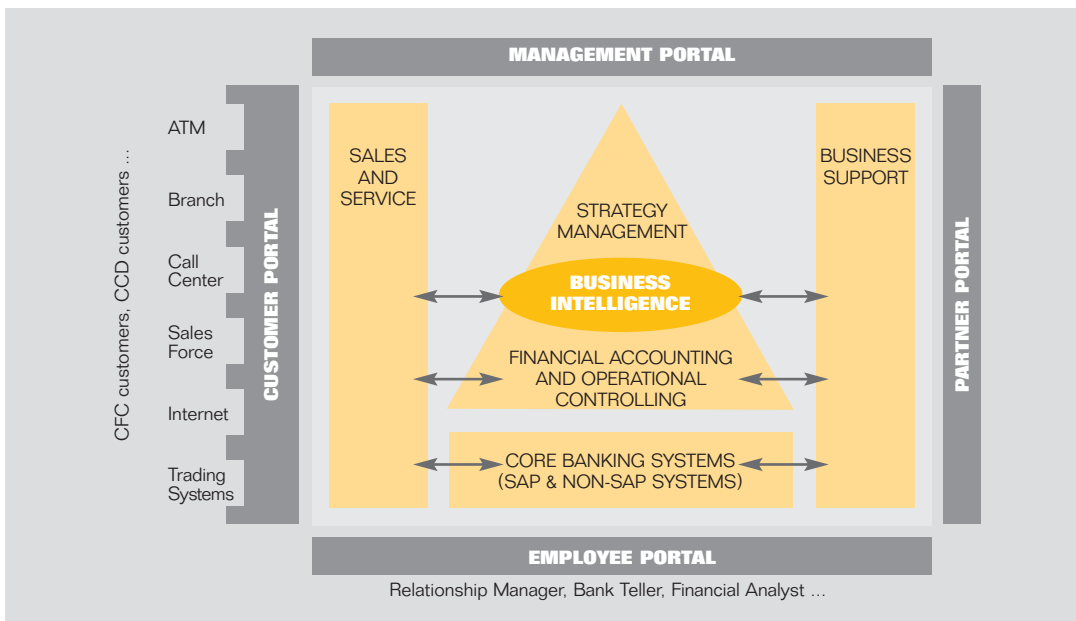 MANAGEMENT PORTAL
CFC customers, CCD customers ...
ATM
Branch
Call
Center
Sales
Force
Internet
Trading
Systems
CUSTOMER PORTAL
SALES
AND
SERVICE
STRATEGY
MANAGEMENT
BUSINESS
INTELLIGENCE
FINANCIAL ACCOUNTING
AND OPERATIONAL
CONTROLLING
CORE BANKING SYSTEMS
(SAP & NON-SAP SYSTEMS)
BUSINESS
SUPPORT
PARTNER PORTAL
EMPLOYEE PORTAL
Relationship Manager, Bank Teller, Financial Analyst ...